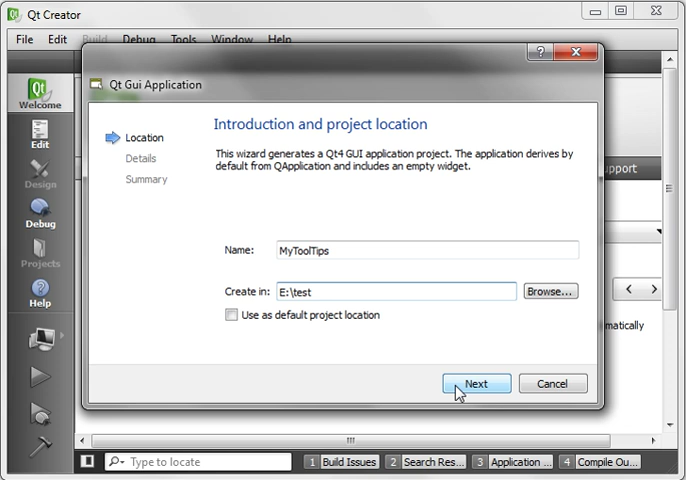 Qt Creator
File Edit Build Debug Tools Window Help
Qt Gui Application
Location
Details
Summary
Introduction and project location
This wizard generates a Qt4 GUI application project. The application derives by
default from QApplication and includes an empty widget.
Name: MyToolTips
Create in: E:\test Browse...
Use as default project location
Next Cancel
Qt
Welcome
Edit
Design
Debug
Projects
Help
upport
matically
Type to locate
1 Build Issues 2 Search Res... 3 Application ... 4 Compile Ou...